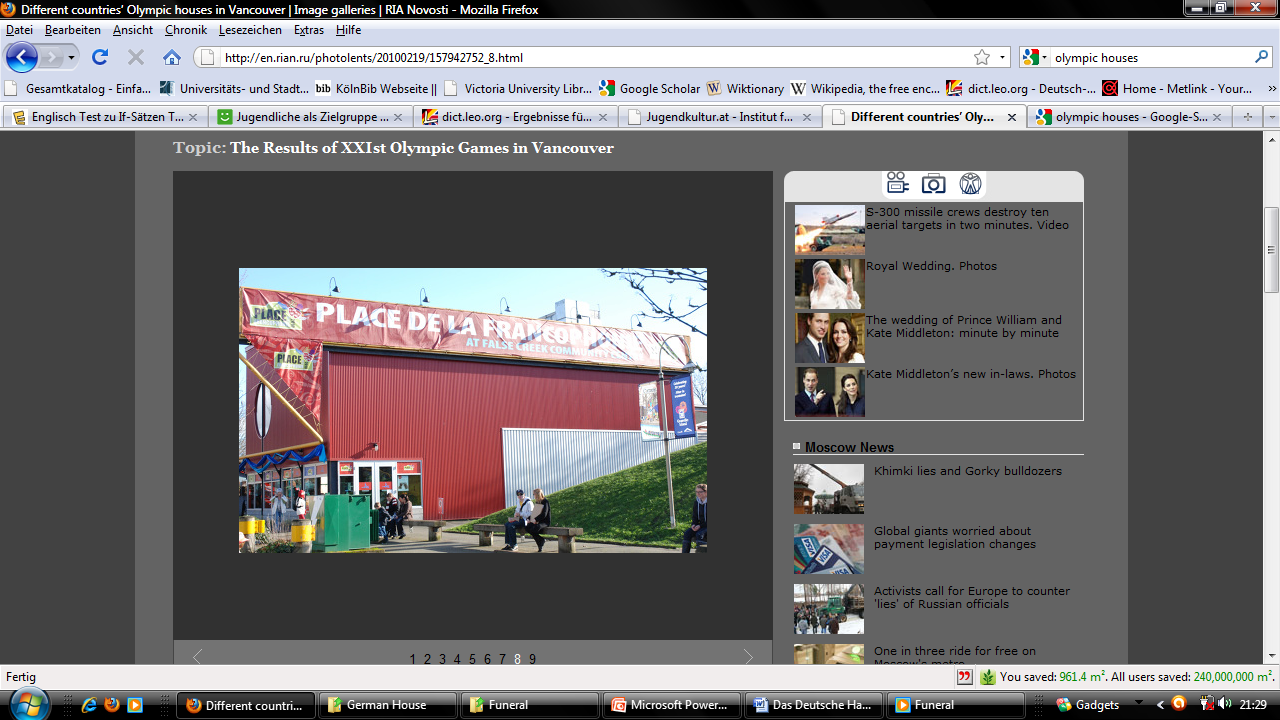 Different countries’ Olympic houses in Vancouver | Image galleries | RIA Novosti - Mozilla Firefox
Datei Bearbeiten Ansicht Chronik Lesezeichen Extras Hilfe
http://en.rian.ru/photolents/20100219/157942752_8.html
olympic houses
Gesamtkatalog - Einfa...
Universitäts- und Stadt...
bib KölnBib Webseite ||
Victoria University Libr...
Google Scholar
W Wiktionary
W Wikipedia, the free enc...
dict.leo.org - Deutsch-...
Home - Metlink - Your...
»
Englisch Test zu If-Sätzen T...
Jugendliche als Zielgruppe ...
dict.leo.org - Ergebnisse fü...
Jugendkultur.at - Institut f...
Different countries’ Oly...
olympic houses - Google-S...
Topic: The Results of XXIst Olympic Games in Vancouver
PLACE DE LA
AT FALSE CREEK COMMUNITY
PLACE
PLACE
1 2 3 4 5 6 7 8 9
S-300 missile crews destroy ten
aerial targets in two minutes. Video
Royal Wedding. Photos
The wedding of Prince William and
Kate Middleton: minute by minute
Kate Middleton’s new in-laws. Photos
Moscow News
Khimki lies and Gorky bulldozers
Global giants worried about
payment legislation changes
VISA
VISA
Activists call for Europe to counter
'lies' of Russian officials
One in three ride for free on
Moscow's metro
Fertig
You saved: 961.4 m². All users saved: 240,000,000 m².
Different countri...
German House
Funeral
Microsoft Power...
Das Deutsche Ha...
Funeral
Gadgets
21:29